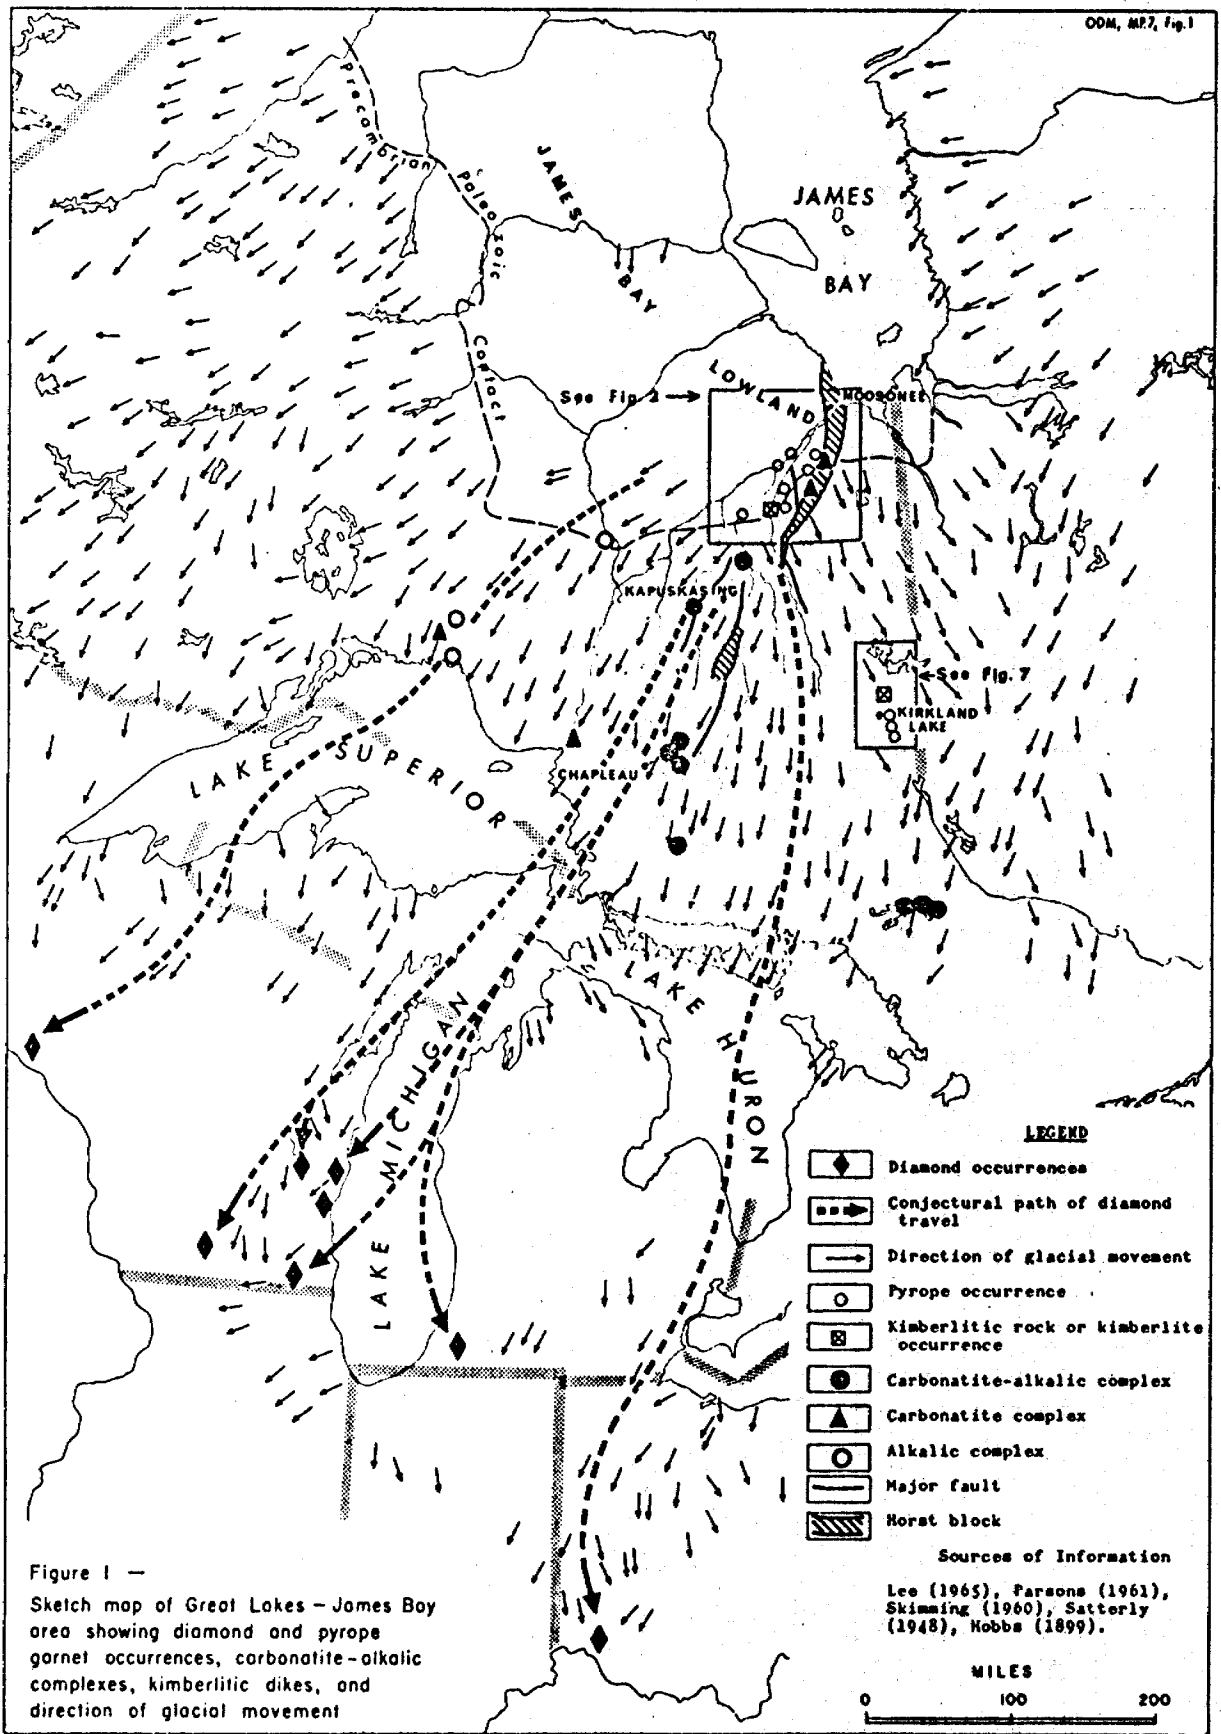 ODM, MP.7, Fig.1
Precambrian
Paleozoic
Contact
JAMES
BAY
LOWLAND
JAMES
BAY
See Fig 2
MOOSONEE
KAPUSKASING
See Fig. 7
KIRKLAND
LAKE
CHAPLEAU
LAKE SUPERIOR
LAKE HURON
LAKE MICHIGAN
LEGEND
Diamond occurrences
Conjectural path of diamond
travel
Direction of glacial movement
Pyrope occurrence
Kimberlitic rock or kimberlite
occurrence
Carbonatite-alkalic complex
Carbonatite complex
Alkalic complex
Major fault
Horst block
Sources of Information
Lee (1965), Parsons (1961),
Skimming (1960), Satterly
(1948), Hobbs (1899).
MILES
0 100 200
Figure 1 —
Sketch map of Great Lakes – James Bay
area showing diamond and pyrope
garnet occurrences, carbonatite-alkalic
complexes, kimberlitic dikes, and
direction of glacial movement